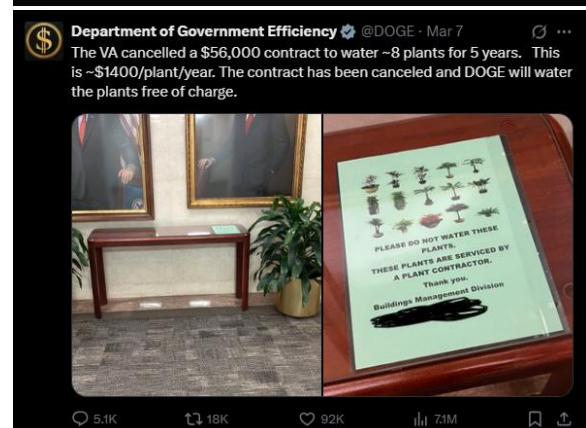 Department of Government Efficiency @DOGE · Mar 7
The VA cancelled a $56,000 contract to water ~8 plants for 5 years. This
is ~$1400/plant/year. The contract has been canceled and DOGE will water
the plants free of charge.
PLEASE DO NOT WATER THESE
PLANTS.
THESE PLANTS ARE SERVICED BY
A PLANT CONTRACTOR.
Thank you.
Buildings Management Division
5.1K 18K 92K 7.1M